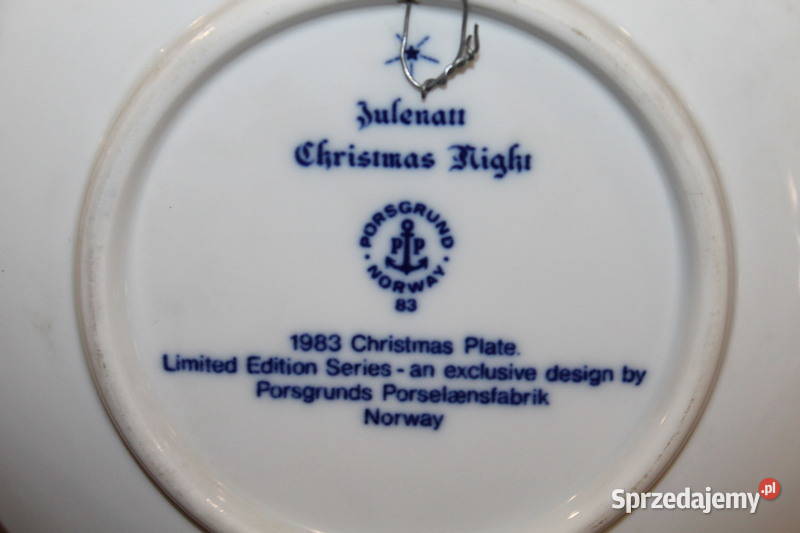 Julenatt
Christmas Night
PORSGRUND
PP
· NORWAY ·
83
1983 Christmas Plate.
Limited Edition Series - an exclusive design by
Porsgrunds Porselænsfabrik
Norway
Sprzedajemy.pl